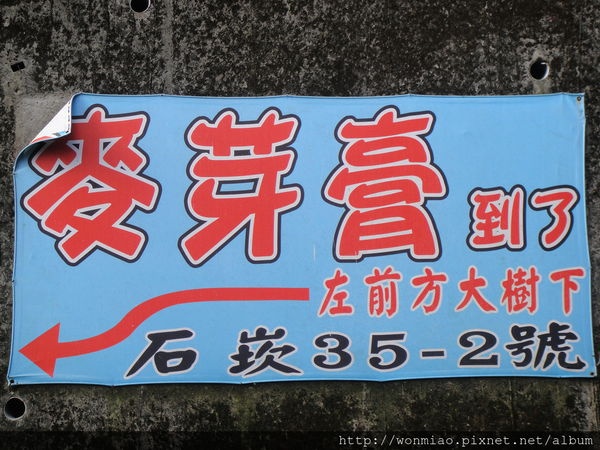 麥芽膏到了
左前方大樹下
石崁35-2號
http://wonmiao.pixnet.net/album